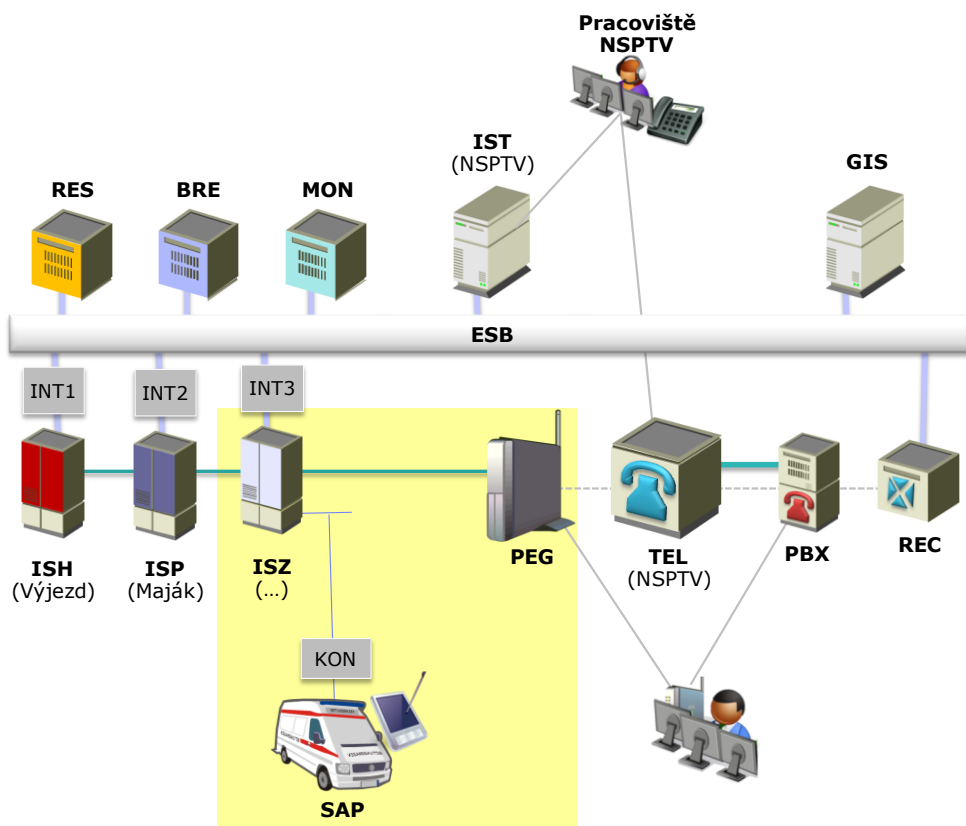 Pracoviště
NSPTV
IST
(NSPTV)
GIS
RES
BRE
MON
ESB
INT1
INT2
INT3
ISH
(Výjezd)
ISP
(Maják)
ISZ
(...)
PEG
TEL
(NSPTV)
PBX
REC
KON
SAP